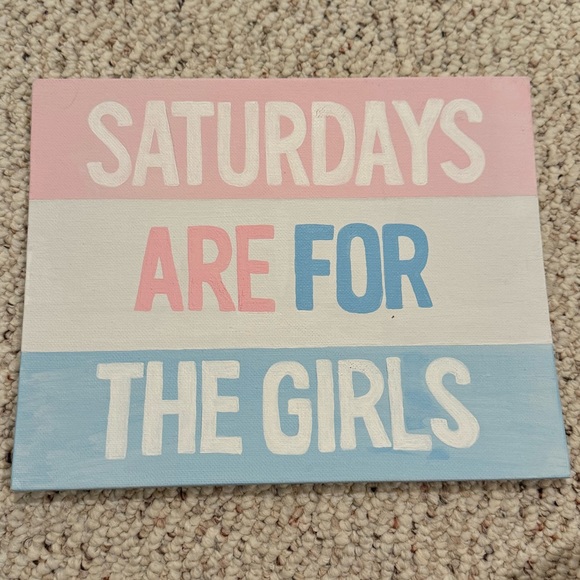 SATURDAYS
ARE FOR
THE GIRLS